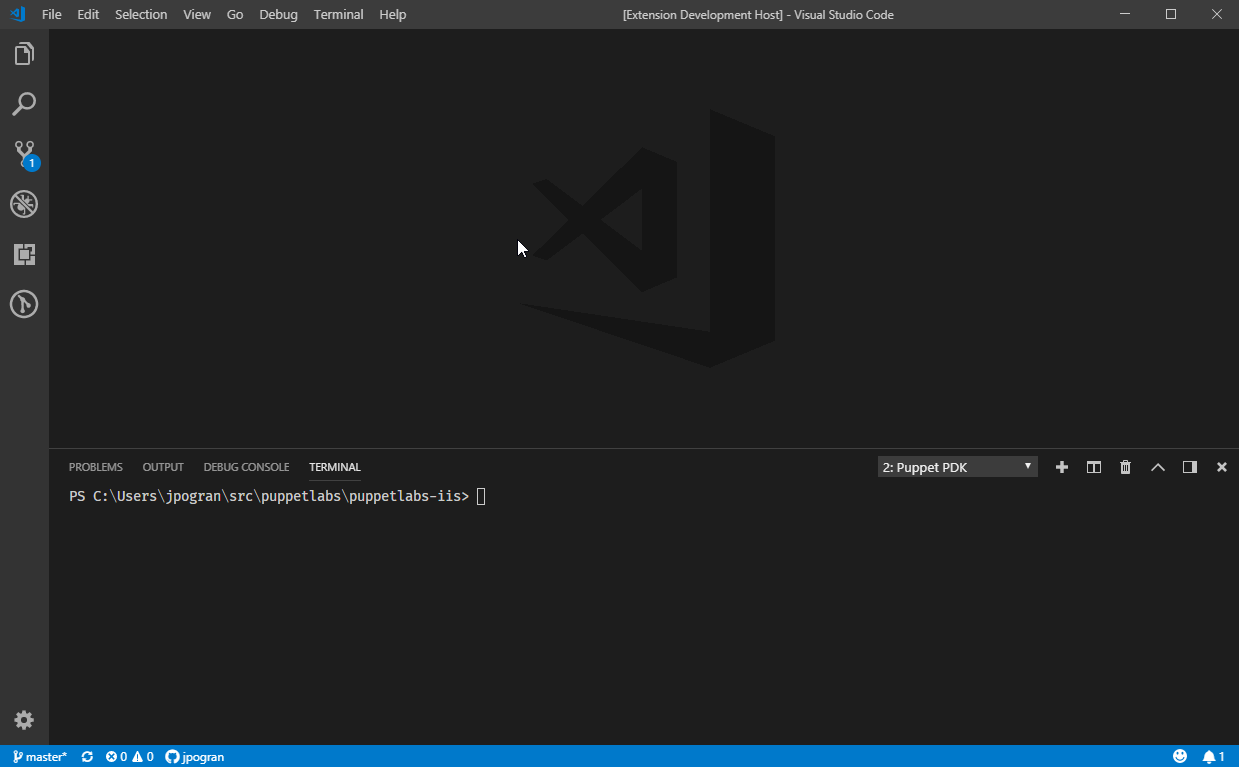 File Edit Selection View Go Debug Terminal Help [Extension Development Host] - Visual Studio Code
1
PROBLEMS OUTPUT DEBUG CONSOLE TERMINAL 2: Puppet PDK
PS C:\Users\jpogran\src\puppetlabs\puppetlabs-iis>
master* 0 0 jpogran 1